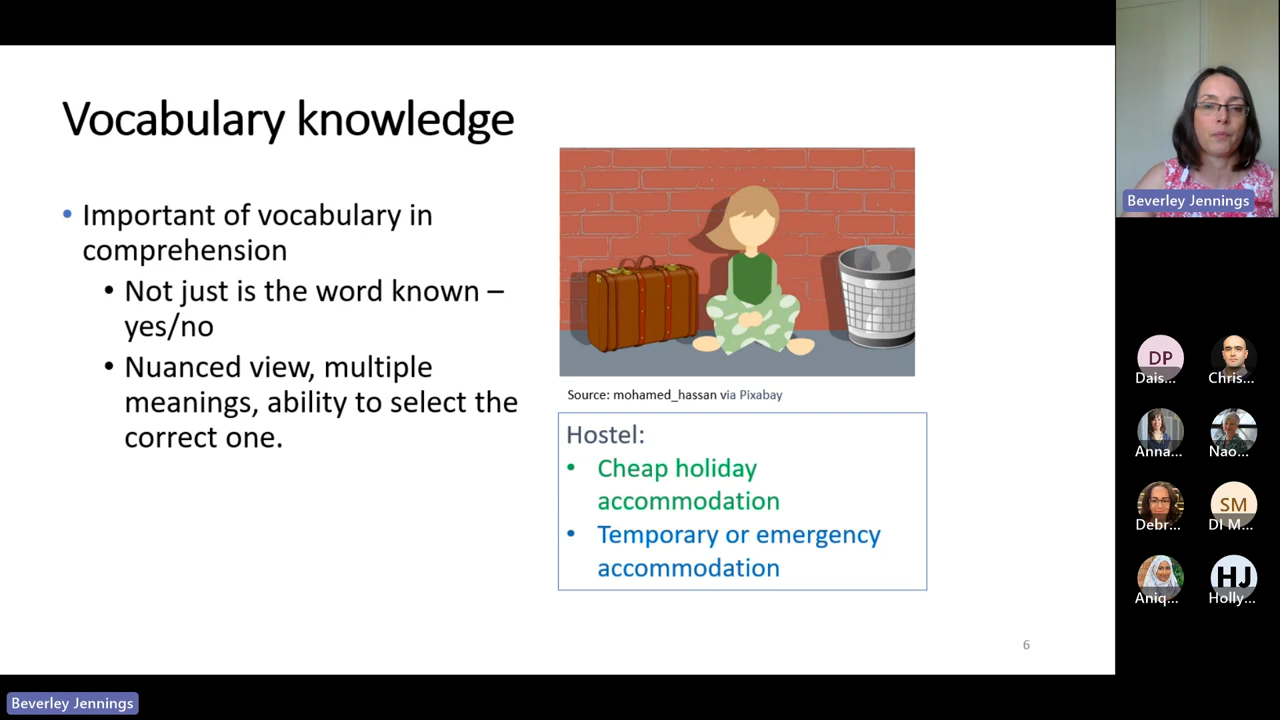 Vocabulary knowledge
• Important of vocabulary in
comprehension
• Not just is the word known –
yes/no
• Nuanced view, multiple
meanings, ability to select the
correct one.
Source: mohamed_hassan via Pixabay
Hostel:
• Cheap holiday
accommodation
• Temporary or emergency
accommodation
6
Beverley Jennings
DP
Dais...
Chris...
Anna...
Nao...
Debr...
SM
DI M...
Aniq...
HJ
Holly...
Beverley Jennings